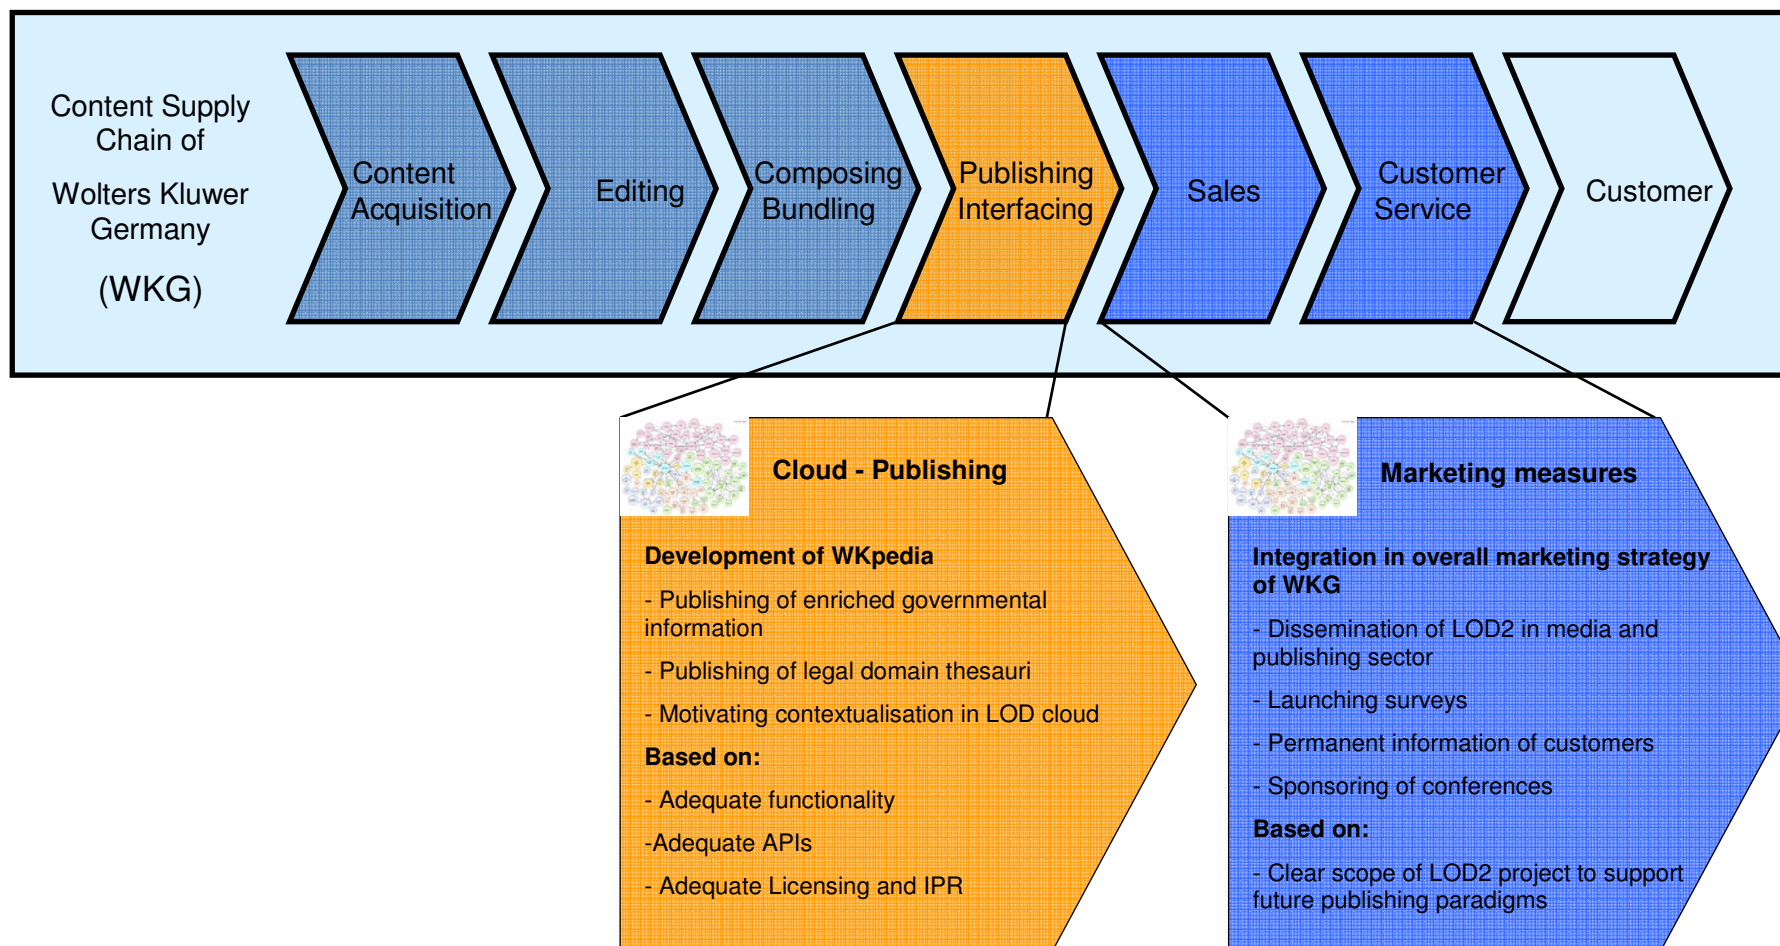 Content Supply
Chain of
Wolters Kluwer
Germany
(WKG)
Content
Acquisition
Editing
Composing
Bundling
Publishing
Interfacing
Sales
Customer
Service
Customer
Cloud - Publishing
Development of WKpedia
- Publishing of enriched governmental
information
- Publishing of legal domain thesauri
- Motivating contextualisation in LOD cloud
Based on:
- Adequate functionality
-Adequate APIs
- Adequate Licensing and IPR
Marketing measures
Integration in overall marketing strategy
of WKG
- Dissemination of LOD2 in media and
publishing sector
- Launching surveys
- Permanent information of customers
- Sponsoring of conferences
Based on:
- Clear scope of LOD2 project to support
future publishing paradigms